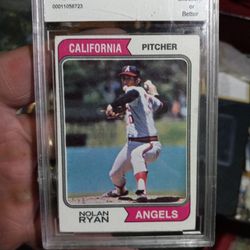 00011058723
or
Better
CALIFORNIA
PITCHER
NOLAN
RYAN
ANGELS